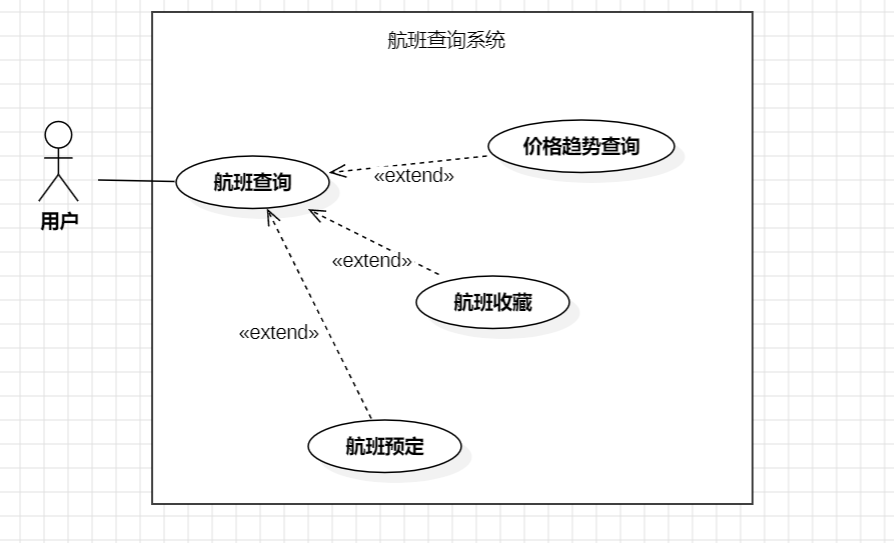 航班查询系统
价格趋势查询
«extend»
航班查询
用户
«extend»
航班收藏
«extend»
航班预定